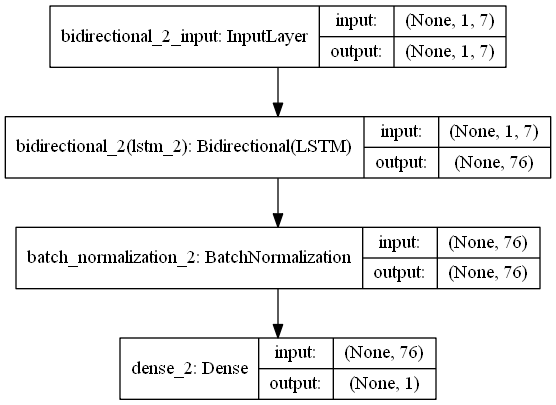 bidirectional_2_input: InputLayer
input: (None, 1, 7)
output: (None, 1, 7)
bidirectional_2(lstm_2): Bidirectional(LSTM)
input: (None, 1, 7)
output: (None, 76)
batch_normalization_2: BatchNormalization
input: (None, 76)
output: (None, 76)
dense_2: Dense
input: (None, 76)
output: (None, 1)